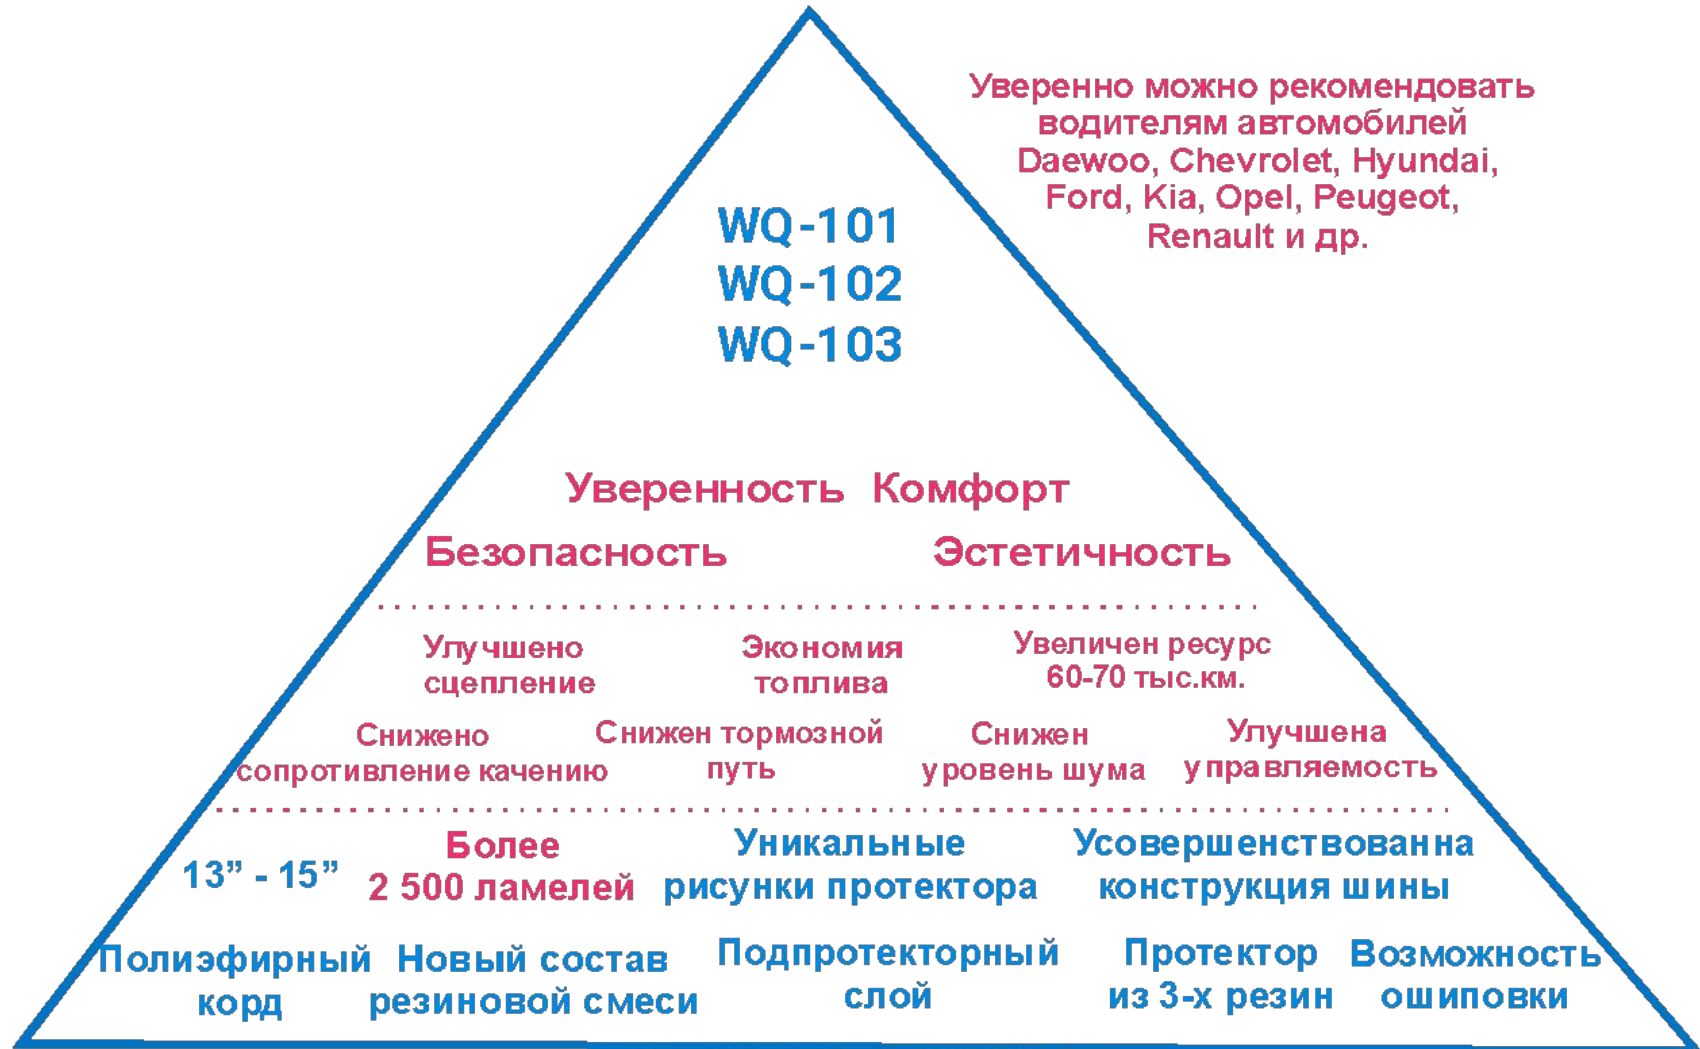 Уверенно можно рекомендовать
водителям автомобилей
Daewoo, Chevrolet, Hyundai,
Ford, Kia, Opel, Peugeot,
Renault и др.
WQ-101
WQ-102
WQ-103
Уверенность Комфорт
Безопасность Эстетичность
Улучшено
сцепление
Экономия
топлива
Увеличен ресурс
60-70 тыс.км.
Снижено
сопротивление качению
Снижен тормозной
путь
Снижен
уровень шума
Улучшена
управляемость
13” - 15”
Более
2 500 ламелей
Уникальные
рисунки протектора
Усовершенствованна
конструкция шины
Полиэфирный
корд
Новый состав
резиновой смеси
Подпротекторный
слой
Протектор
из 3-х резин
Возможность
ошиповки